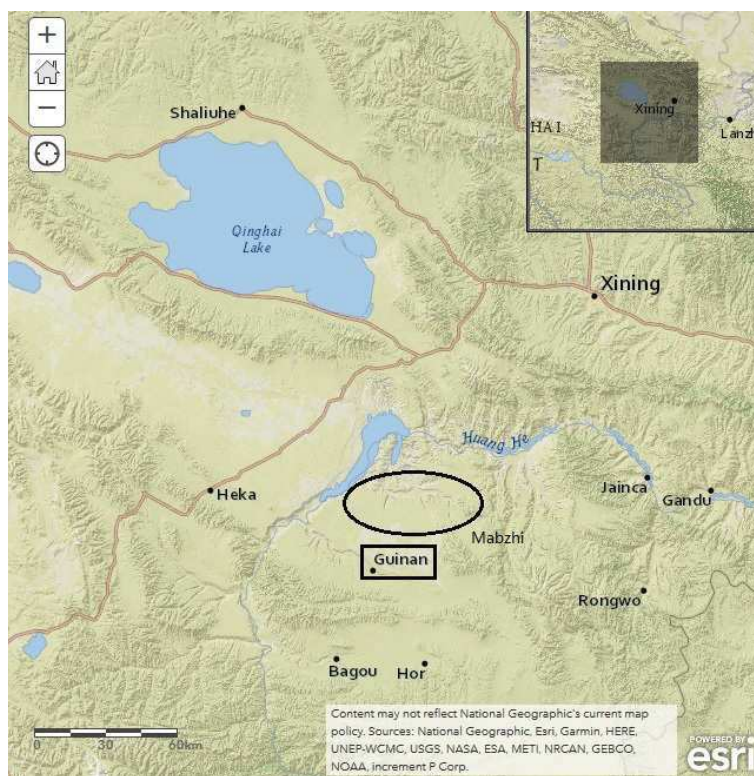 +
−
Shaliuhe
Qinghai
Lake
HAI
T
Xining
Lanzh
Xining
Huang He
Heka
Jainca
Gandu
Mabzhi
Guinan
Rongwo
Bagou
Hor
0 30 60km
Content may not reflect National Geographic's current map
policy. Sources: National Geographic, Esri, Garmin, HERE,
UNEP-WCMC, USGS, NASA, ESA, METI, NRCAN, GEBCO,
NOAA, increment P Corp.
POWERED BY
esri